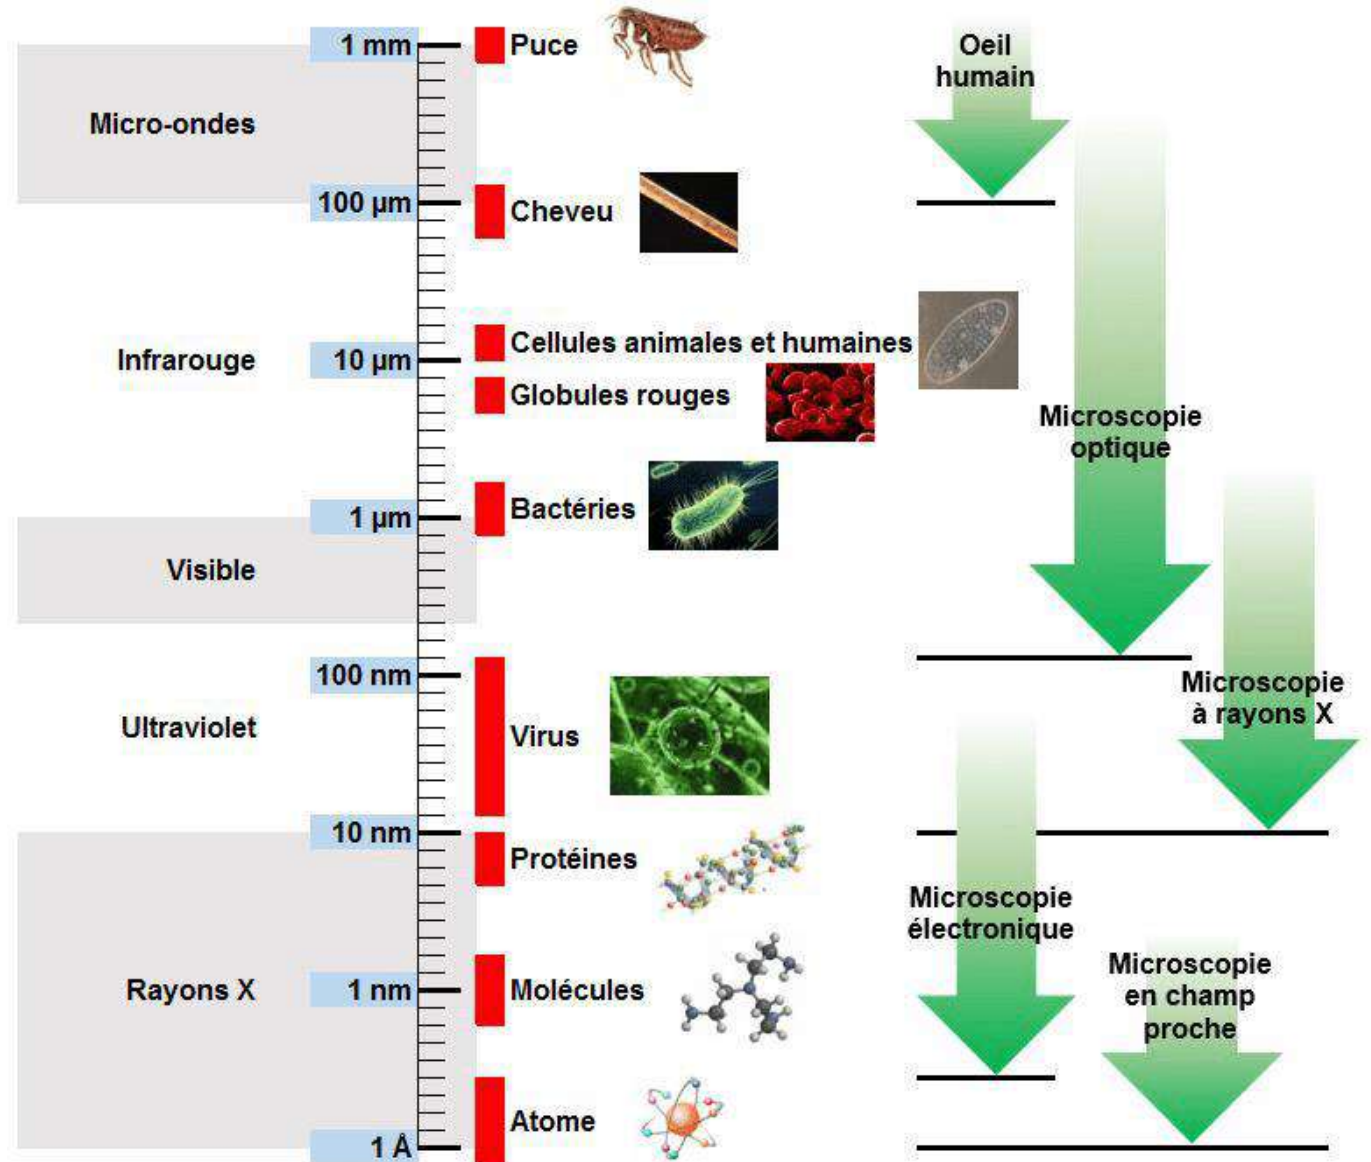 1 mm
Puce
Oeil
humain
Micro-ondes
100 µm
Cheveu
Infrarouge
10 µm
Cellules animales et humaines
Globules rouges
Microscopie
optique
1 µm
Bactéries
Visible
100 nm
Microscopie
à rayons X
Ultraviolet
Virus
10 nm
Protéines
Microscopie
électronique
Rayons X
1 nm
Molécules
Microscopie
en champ
proche
Atome
1 Å